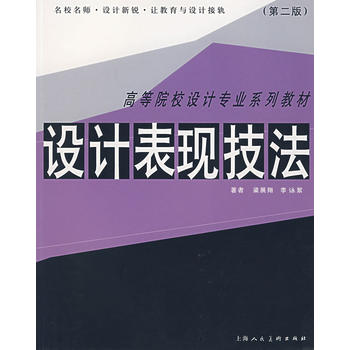 名校名师·设计新锐·让教育与设计接轨
(第二版)
高等院校设计专业系列教材
设计表现技法
著者 梁展翔 李咏絮
上海人民美术出版社